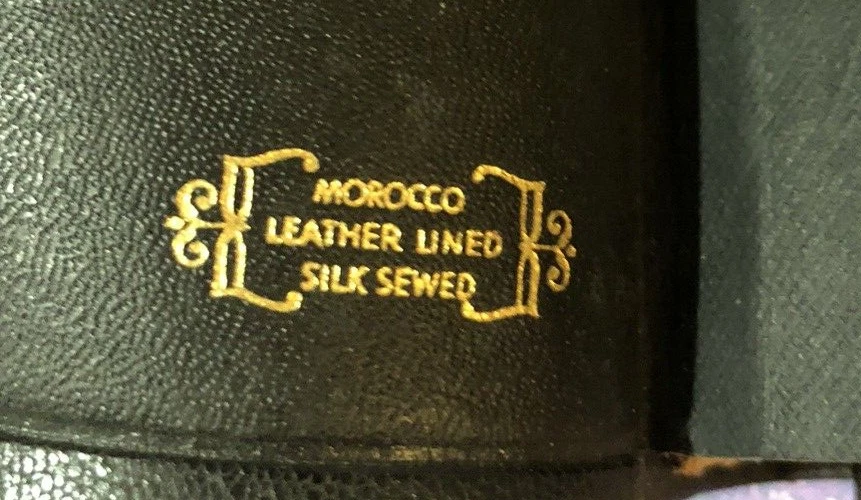 MOROCCO
LEATHER LINED
SILK SEWED